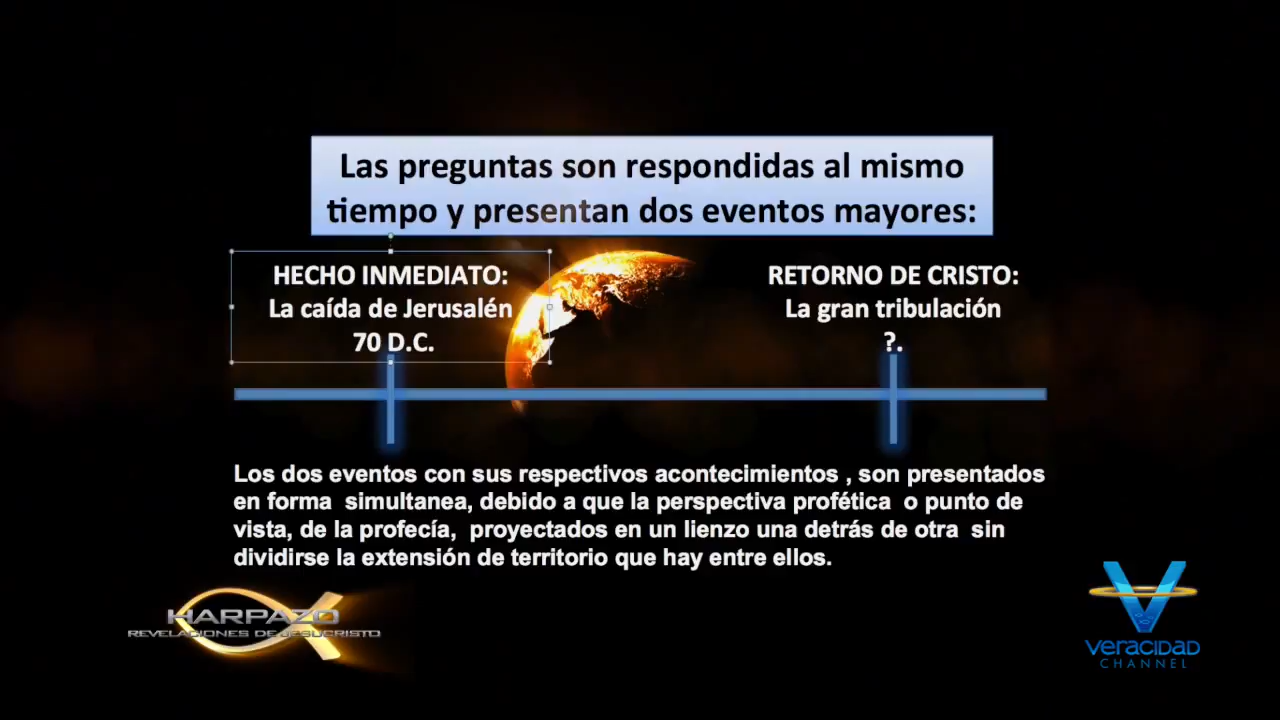 Las preguntas son respondidas al mismo
tiempo y presentan dos eventos mayores:
HECHO INMEDIATO:
La caída de Jerusalén
70 D.C.
RETORNO DE CRISTO:
La gran tribulación
?.
Los dos eventos con sus respectivos acontecimientos , son presentados
en forma simultanea, debido a que la perspectiva profética o punto de
vista, de la profecía, proyectados en un lienzo una detrás de otra sin
dividirse la extensión de territorio que hay entre ellos.
HARPAZO
REVELACIONES DE JESUCRISTO
VERACIDAD
CHANNEL